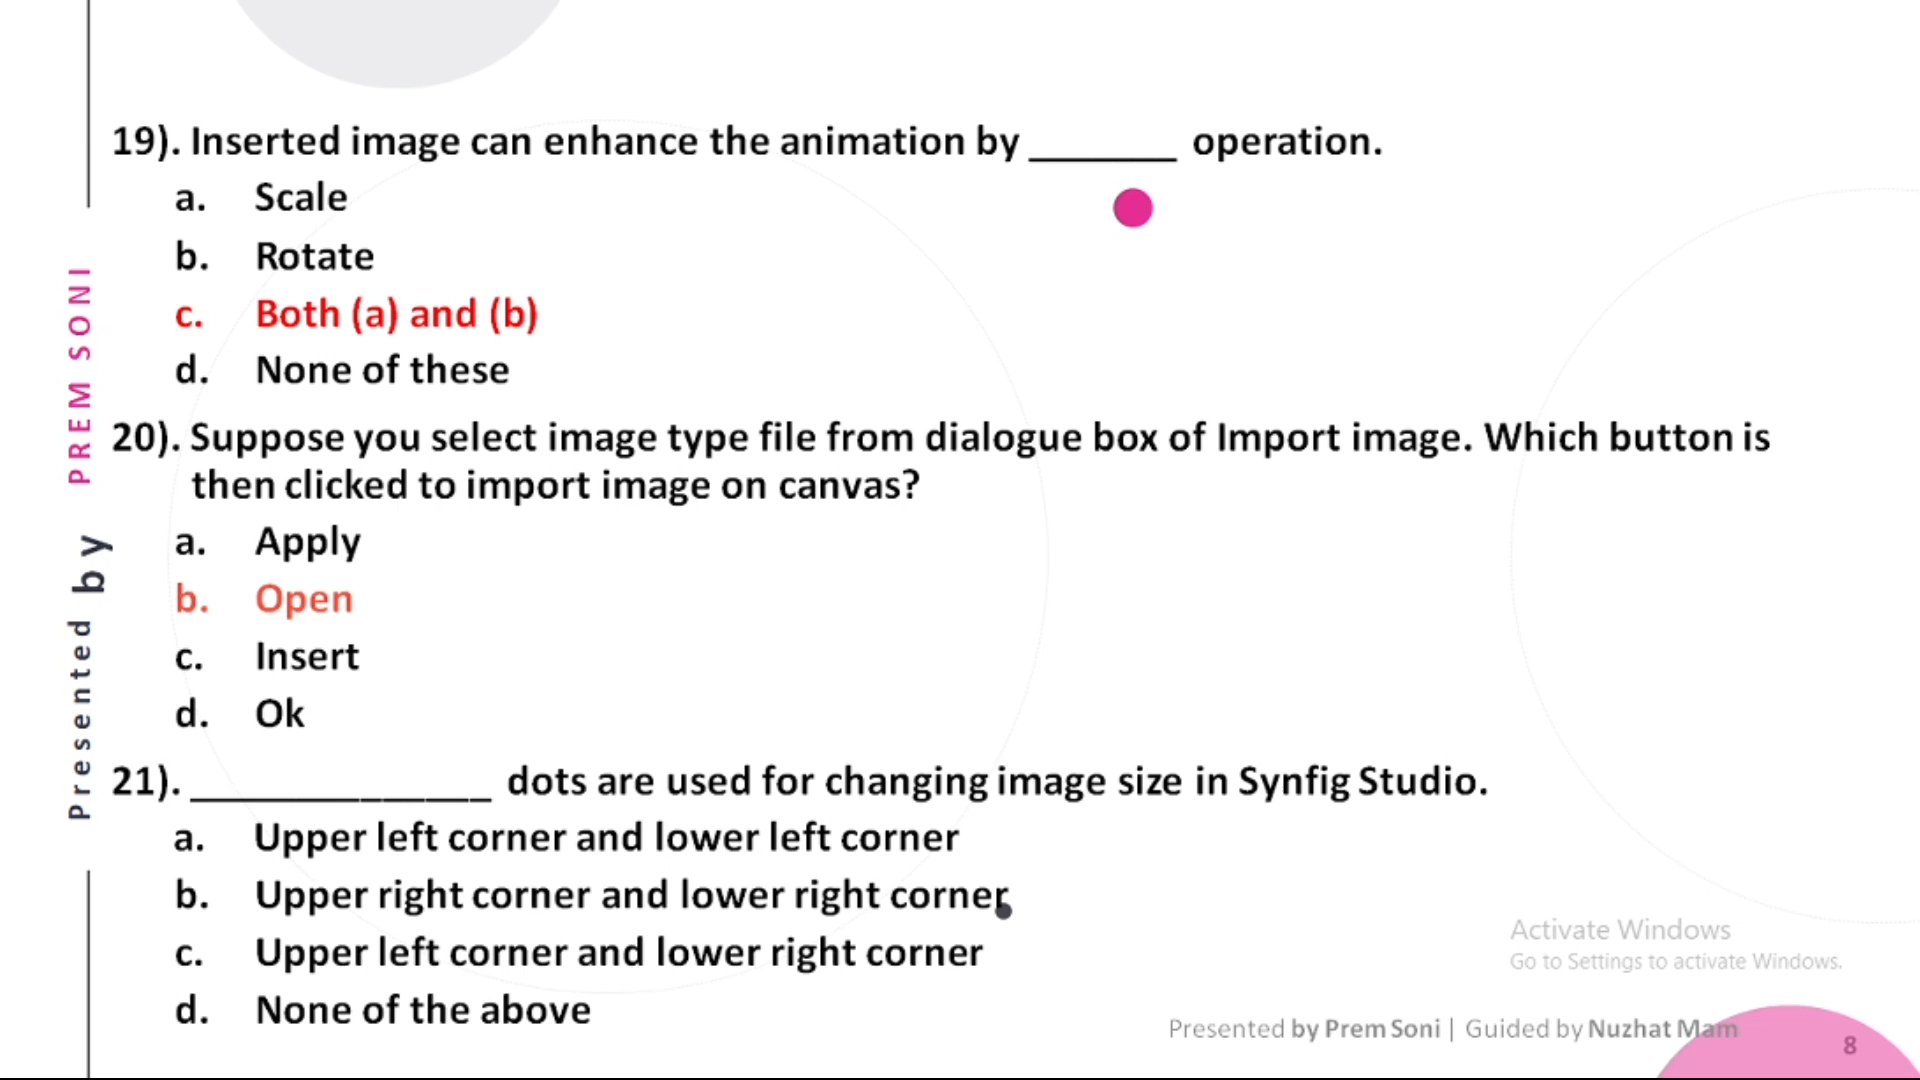 19). Inserted image can enhance the animation by _______ operation.
a. Scale
b. Rotate
c. Both (a) and (b)
d. None of these
20). Suppose you select image type file from dialogue box of Import image. Which button is
then clicked to import image on canvas?
a. Apply
b. Open
c. Insert
d. Ok
21). ______________ dots are used for changing image size in Synfig Studio.
a. Upper left corner and lower left corner
b. Upper right corner and lower right corner
c. Upper left corner and lower right corner
d. None of the above
Presented by PREM SONI
Activate Windows
Go to Settings to activate Windows.
Presented by Prem Soni | Guided by Nuzhat Mam
8